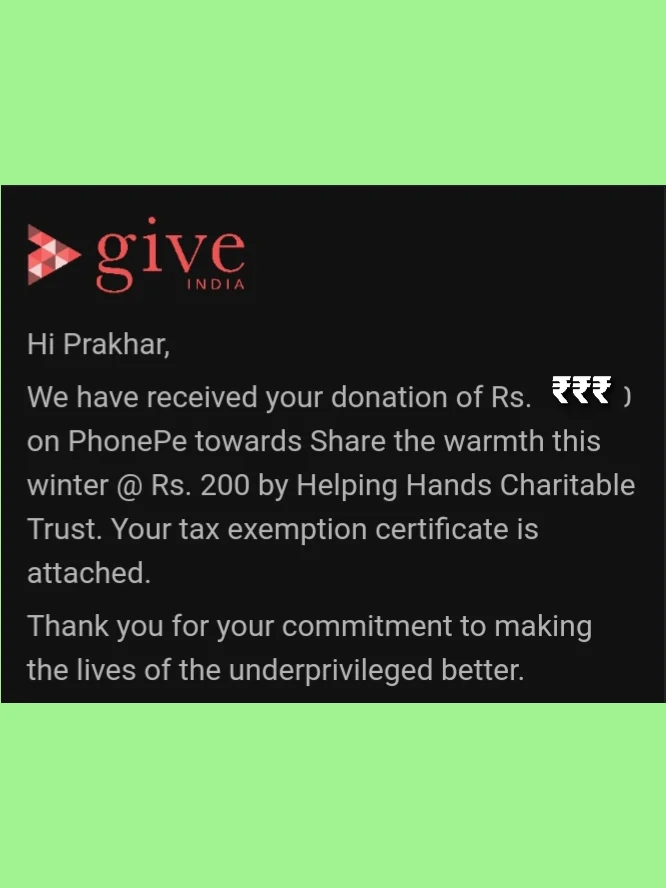 give
INDIA
Hi Prakhar,
We have received your donation of Rs. ₹₹₹
on PhonePe towards Share the warmth this
winter @ Rs. 200 by Helping Hands Charitable
Trust. Your tax exemption certificate is
attached.
Thank you for your commitment to making
the lives of the underprivileged better.